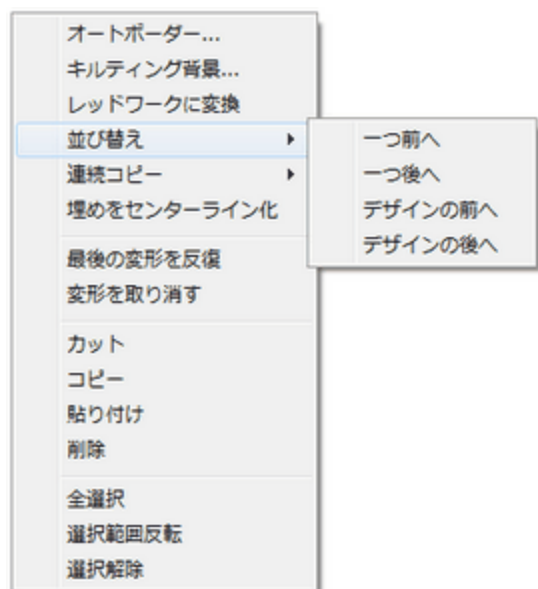 オートボーダー...
キルティング背景...
レッドワークに変換
並び替え
連続コピー
埋めをセンターライン化
最後の変形を反復
変形を取り消す
カット
コピー
貼り付け
削除
全選択
選択範囲反転
選択解除
一つ前へ
一つ後へ
デザインの前へ
デザインの後へ